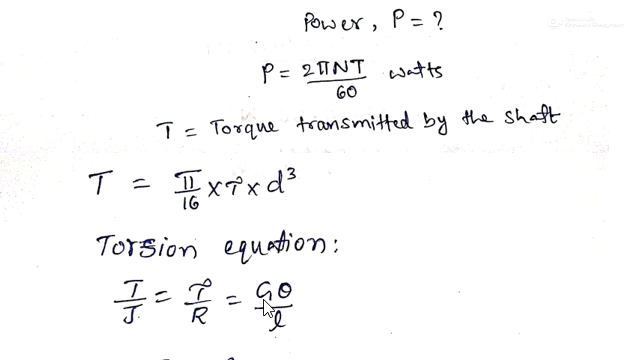 Power, P = ?
P = 2πNT/60 watts
T = Torque transmitted by the shaft
T = π/16 × τ × d³
Torsion equation:
T/J = τ/R = Gθ/l